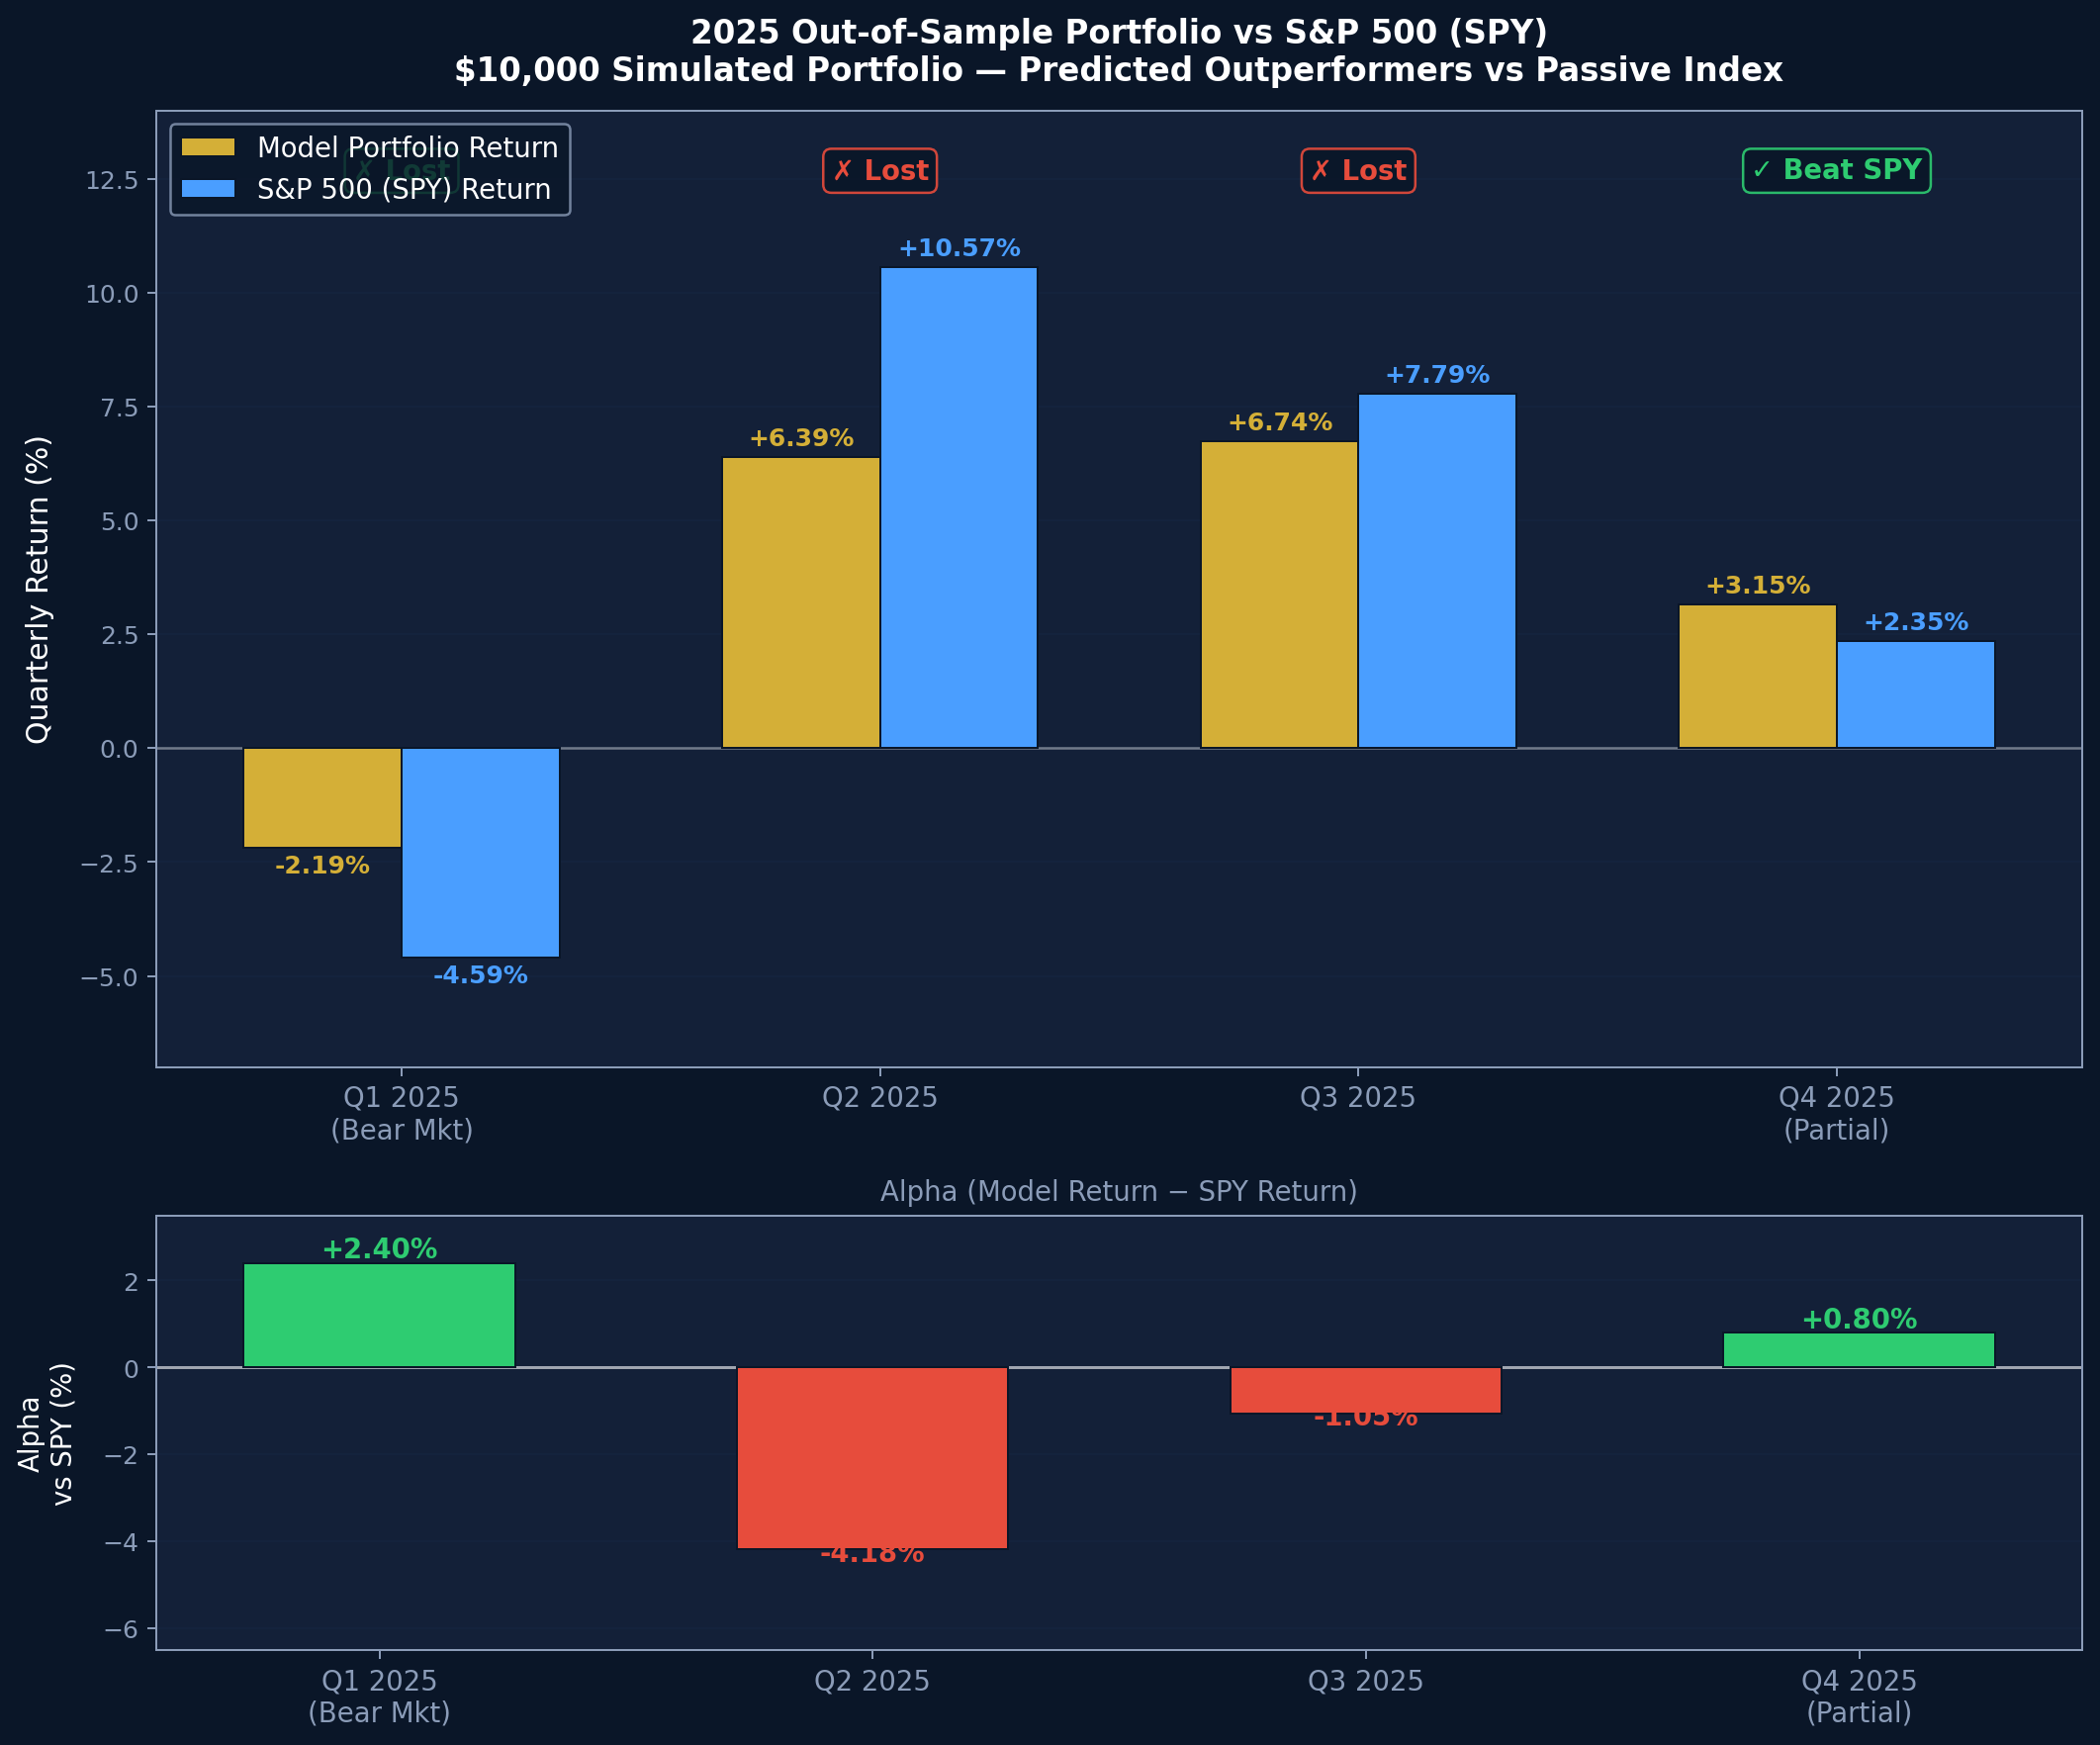 2025 Out-of-Sample Portfolio vs S&P 500 (SPY)
$10,000 Simulated Portfolio — Predicted Outperformers vs Passive Index
Model Portfolio Return
S&P 500 (SPY) Return
✗ Lost
✗ Lost
✗ Lost
✓ Beat SPY
Quarterly Return (%)
12.5
10.0
7.5
5.0
2.5
0.0
−2.5
−5.0
-2.19%
-4.59%
+6.39%
+10.57%
+6.74%
+7.79%
+3.15%
+2.35%
Q1 2025
(Bear Mkt)
Q2 2025
Q3 2025
Q4 2025
(Partial)
Alpha (Model Return − SPY Return)
Alpha
vs SPY (%)
2
0
−2
−4
−6
+2.40%
-4.18%
-1.05%
+0.80%
Q1 2025
(Bear Mkt)
Q2 2025
Q3 2025
Q4 2025
(Partial)